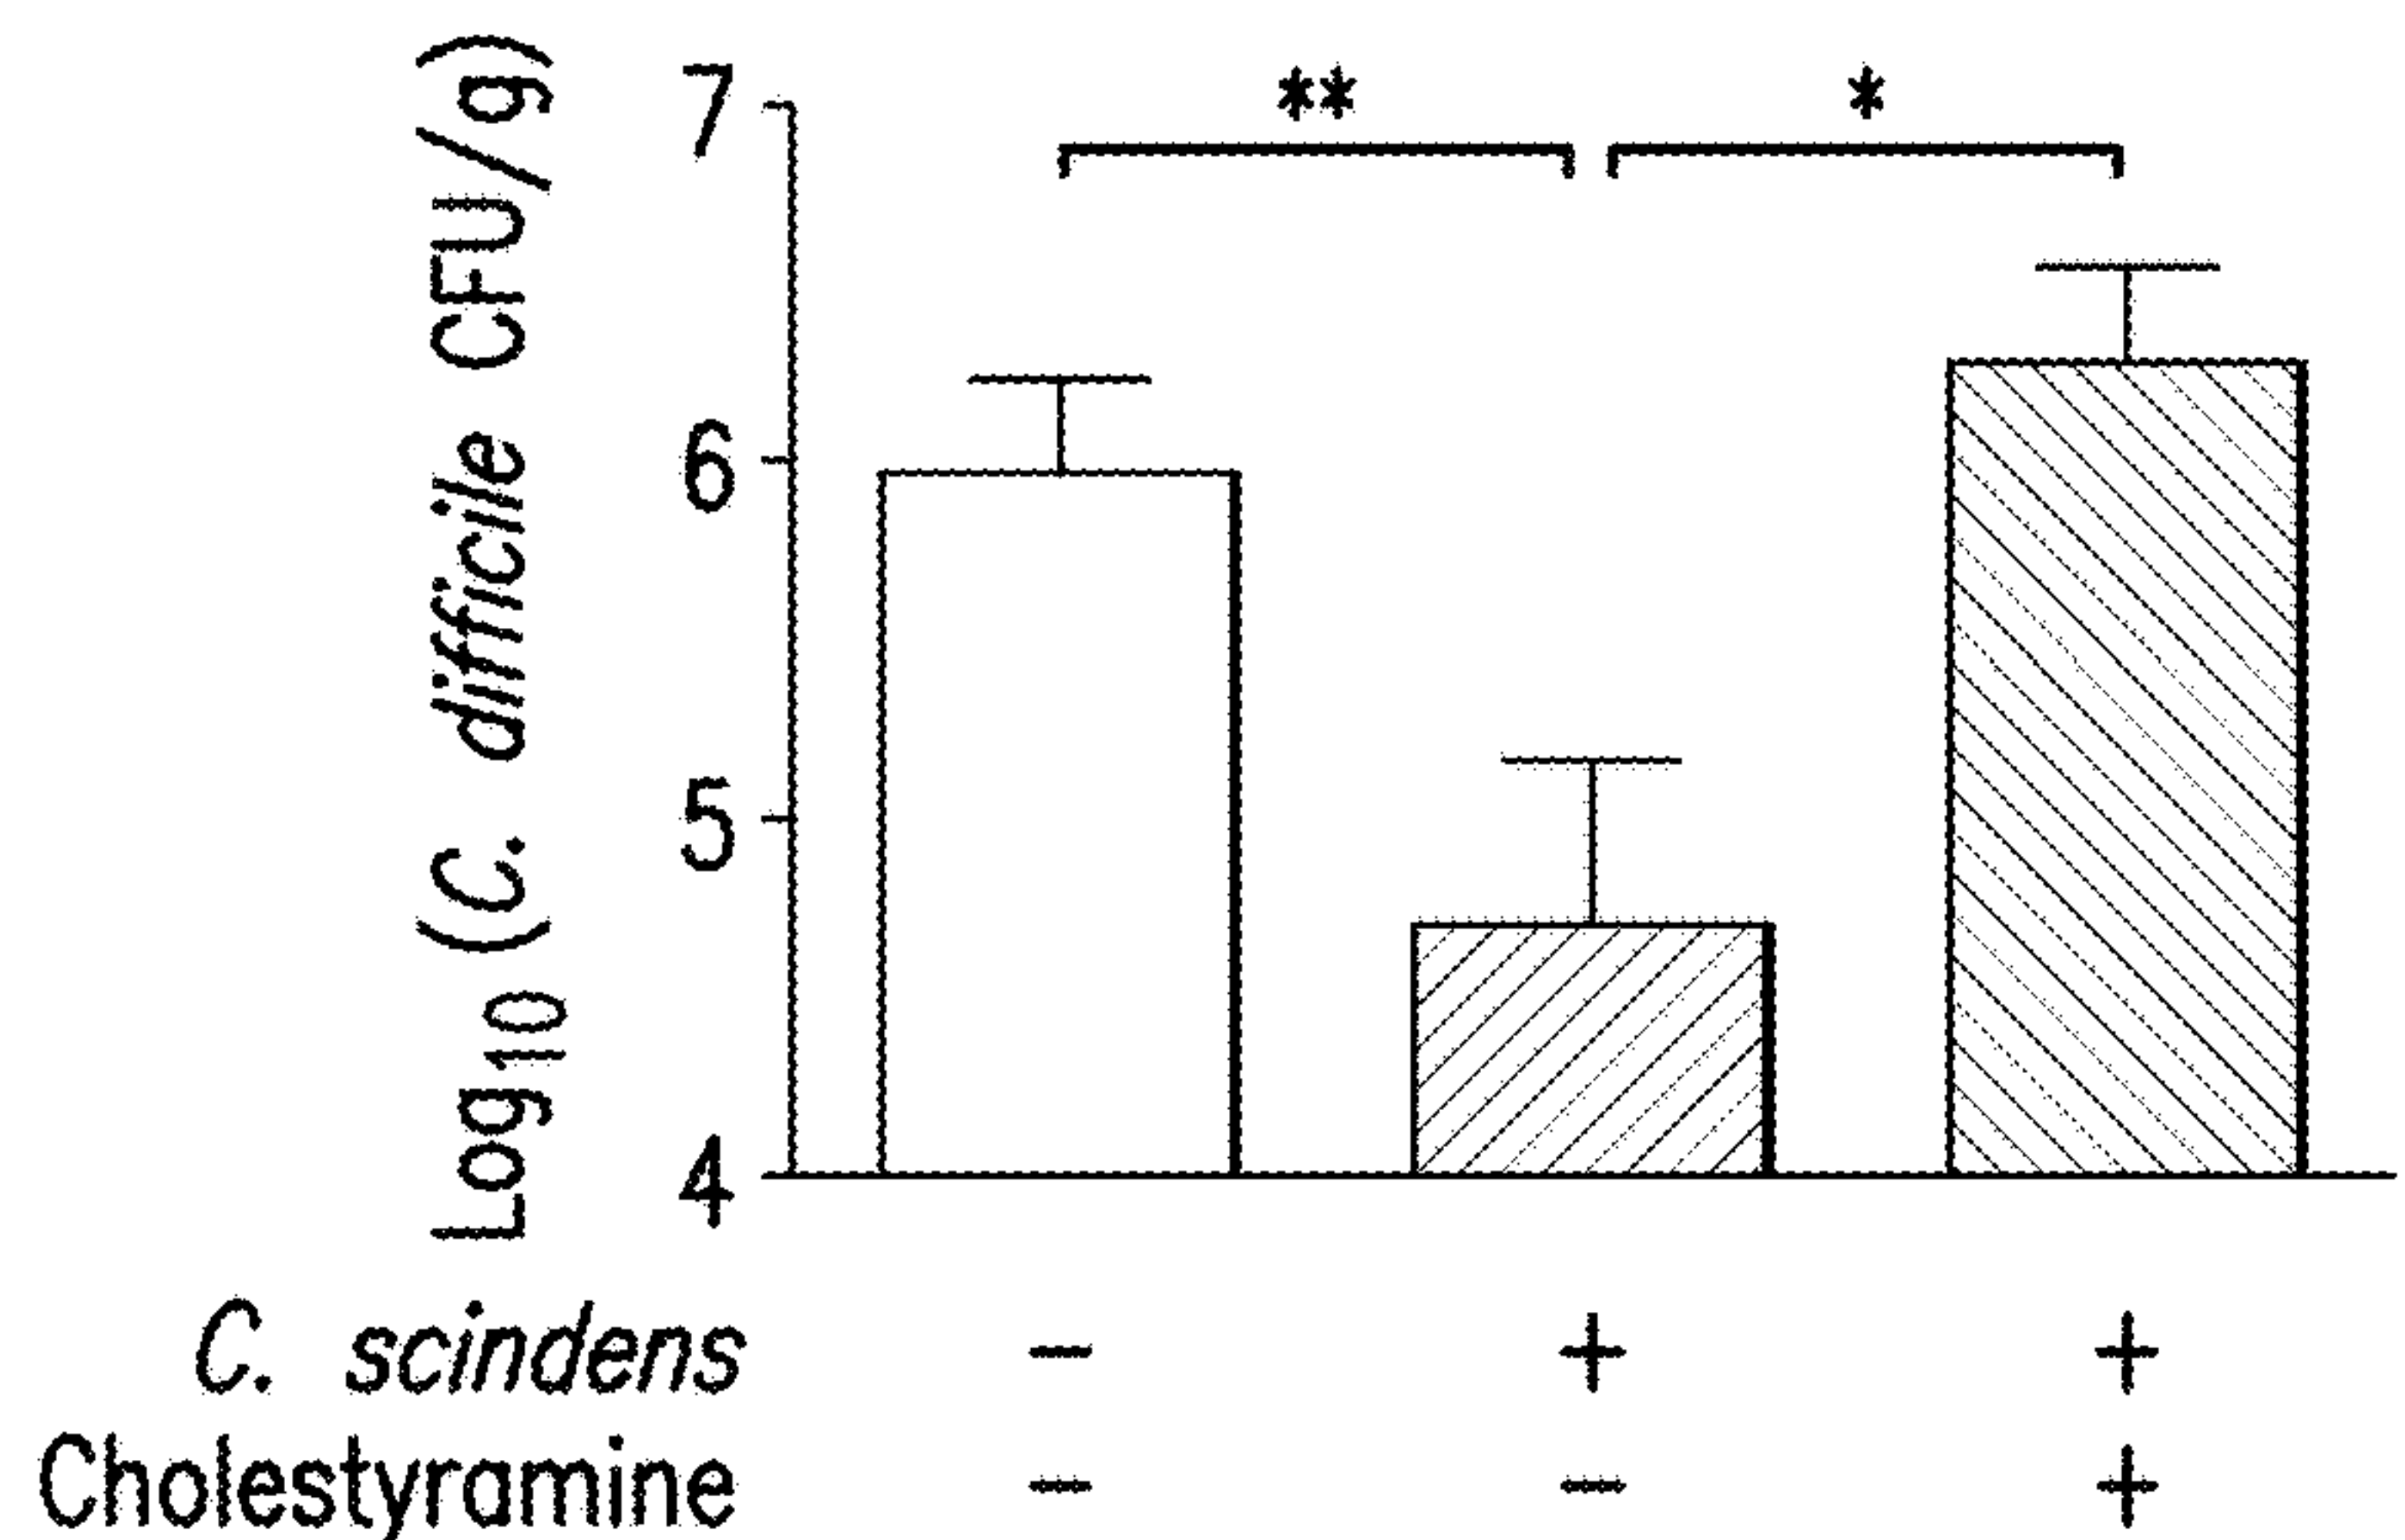 Log10 (C. difficile CFU/g)
7
6
5
4
** *
C. scindens - + +
Cholestyramine - - +